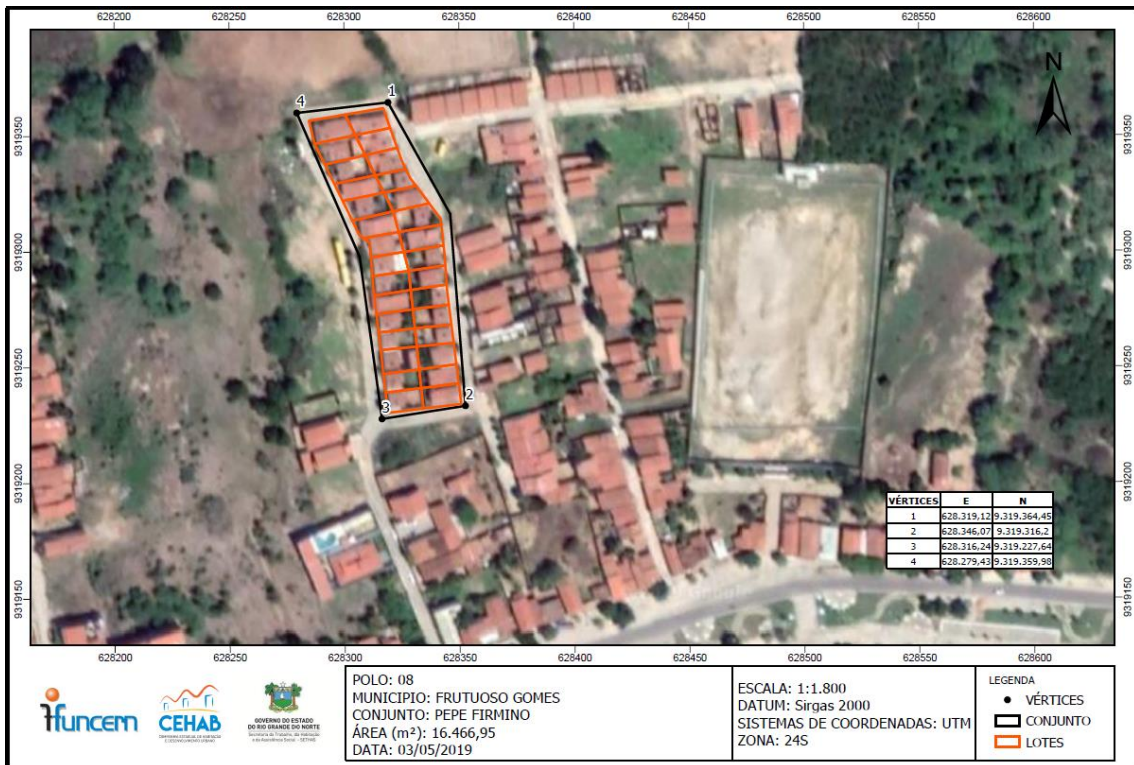 628200 628250 628300 628350 628400 628450 628500 628550 628600
N
4 1
9319350 9319350
9319300 9319300
9319250 9319250
2
3
9319200 9319200
VÉRTICES E N
1 628.319,12 9.319.364,45
2 628.346,07 9.319.316,2
3 628.316,24 9.319.227,64
4 628.279,43 9.319.359,98
9319150 9319150
628200 628250 628300 628350 628400 628450 628500 628550 628600
ifuncern
CEHAB
GOVERNO DO ESTADO
DO RIO GRANDE DO NORTE
POLO: 08
MUNICIPIO: FRUTUOSO GOMES
CONJUNTO: PEPE FIRMINO
ÁREA (m²): 16.466,95
DATA: 03/05/2019
ESCALA: 1:1.800
DATUM: Sirgas 2000
SISTEMAS DE COORDENADAS: UTM
ZONA: 24S
LEGENDA
VÉRTICES
CONJUNTO
LOTES